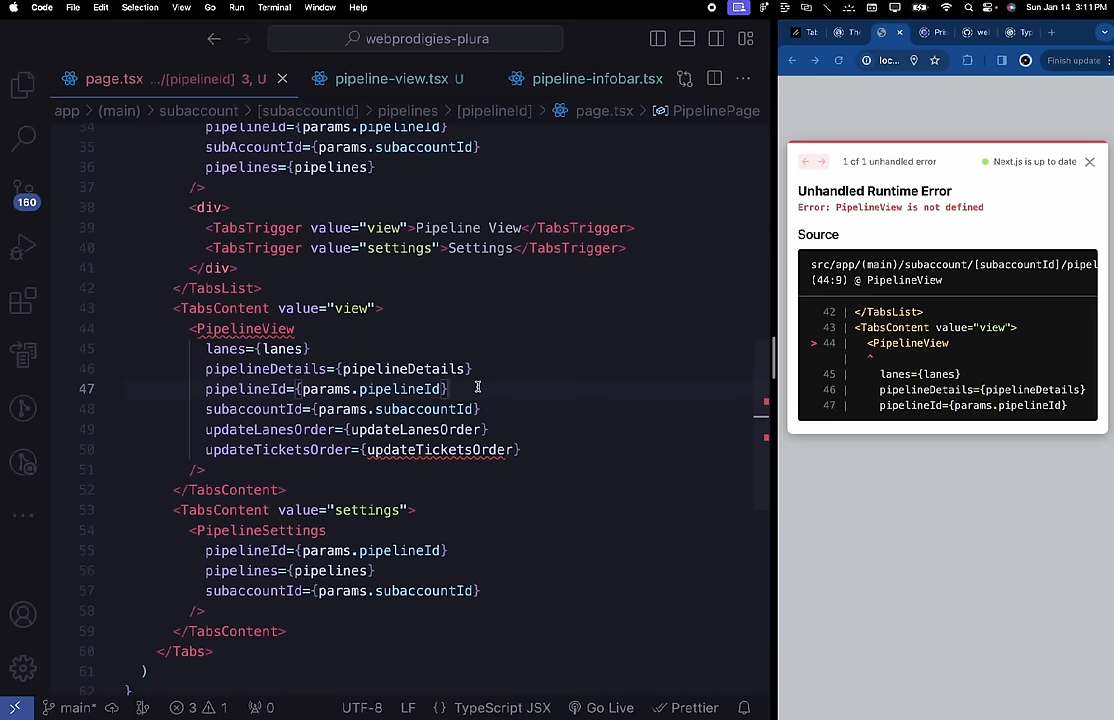 Code File Edit Selection View Go Run Terminal Window Help
Sun Jan 14 3:11 PM
webprodigies-plura
page.tsx .../[pipelineId] 3, U
pipeline-view.tsx U
pipeline-infobar.tsx
app > (main) > subaccount > [subaccountId] > pipelines > [pipelineId] > page.tsx > PipelinePage
34 pipelineId={params.pipelineId}
35 subAccountId={params.subaccountId}
36 pipelines={pipelines}
37 />
38 <div>
39 <TabsTrigger value="view">Pipeline View</TabsTrigger>
40 <TabsTrigger value="settings">Settings</TabsTrigger>
41 </div>
42 </TabsList>
43 <TabsContent value="view">
44 <PipelineView
45 lanes={lanes}
46 pipelineDetails={pipelineDetails}
47 pipelineId={params.pipelineId}
48 subaccountId={params.subaccountId}
49 updateLanesOrder={updateLanesOrder}
50 updateTicketsOrder={updateTicketsOrder}
51 />
52 </TabsContent>
53 <TabsContent value="settings">
54 <PipelineSettings
55 pipelineId={params.pipelineId}
56 pipelines={pipelines}
57 subaccountId={params.subaccountId}
58 />
59 </TabsContent>
60 </Tabs>
61 )
62 }
160
main* 3 1 0 UTF-8 LF {} TypeScript JSX Go Live Prettier
Tab The Pri wel Typ
loc... Finish update
1 of 1 unhandled error
Next.js is up to date
Unhandled Runtime Error
Error: PipelineView is not defined
Source
src/app/(main)/subaccount/[subaccountId]/pipel
(44:9) @ PipelineView
42 | </TabsList>
43 | <TabsContent value="view">
> 44 | <PipelineView
| ^
45 | lanes={lanes}
46 | pipelineDetails={pipelineDetails}
47 | pipelineId={params.pipelineId}